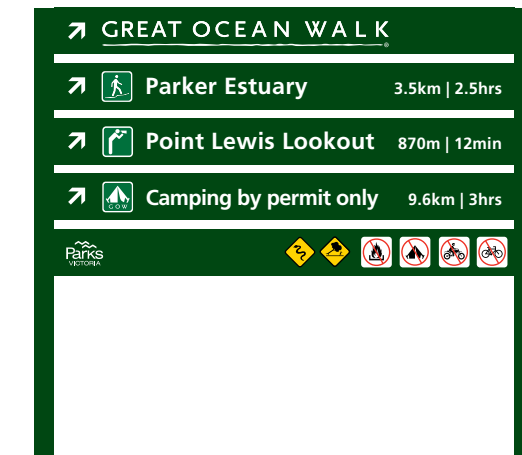 GREAT OCEAN WALK
Parker Estuary 3.5km | 2.5hrs
Point Lewis Lookout 870m | 12min
GOW
Camping by permit only 9.6km | 3hrs
Parks
VICTORIA